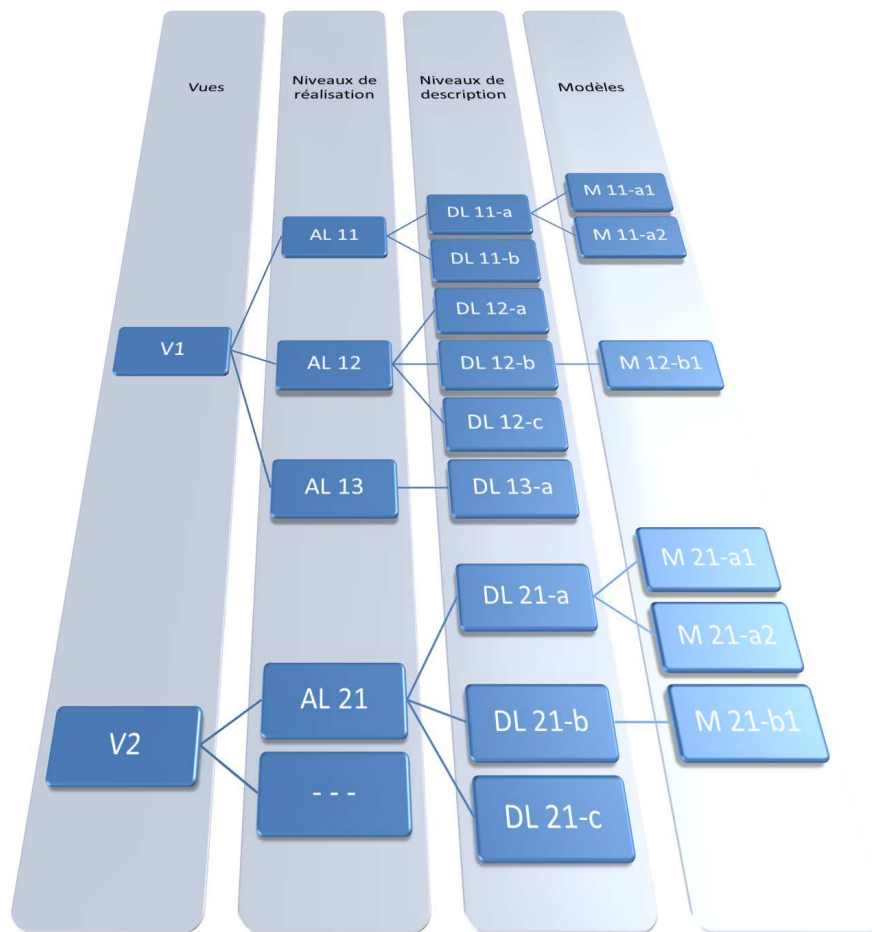 Vues
Niveaux de
réalisation
Niveaux de
description
Modèles
V1
AL 11
DL 11-a
M 11-a1
M 11-a2
DL 11-b
AL 12
DL 12-a
DL 12-b
M 12-b1
DL 12-c
AL 13
DL 13-a
V2
AL 21
DL 21-a
M 21-a1
M 21-a2
DL 21-b
M 21-b1
DL 21-c
- - -